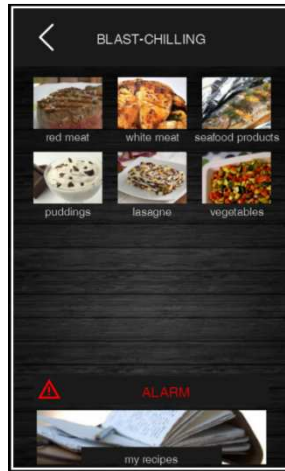 BLAST-CHILLING
red meat white meat seafood products
puddings lasagne vegetables
ALARM
my recipes